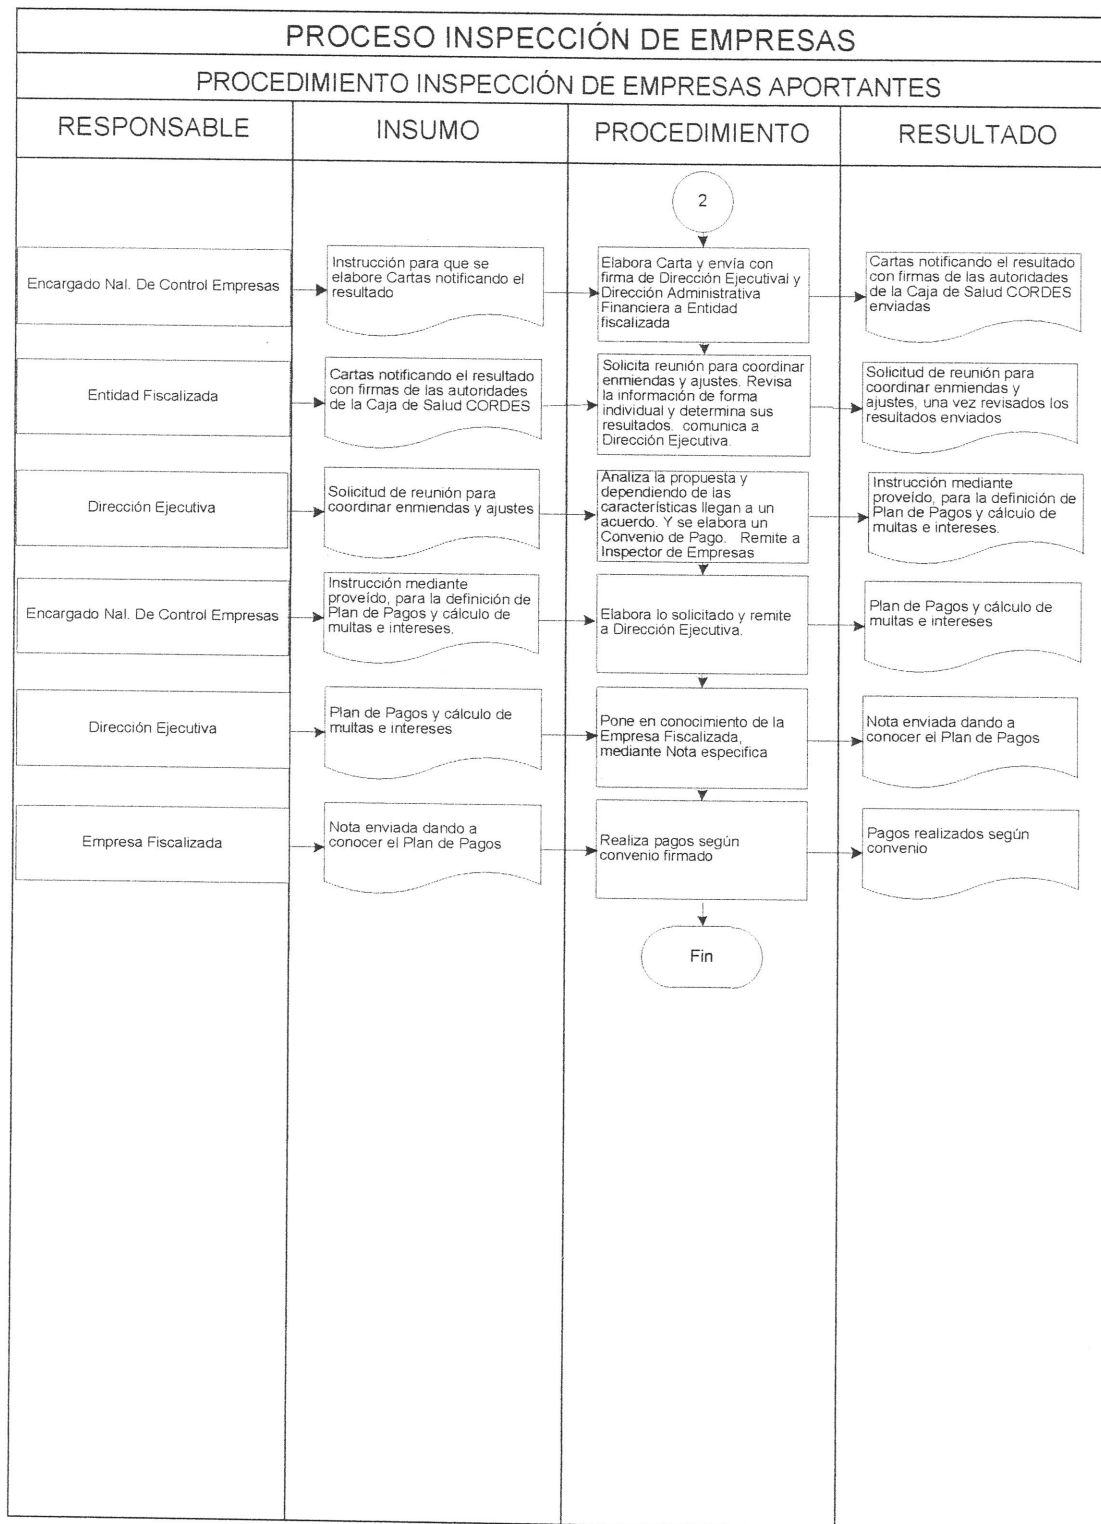 PROCESO INSPECCIÓN DE EMPRESAS
PROCEDIMIENTO INSPECCIÓN DE EMPRESAS APORTANTES
RESPONSABLE
INSUMO
PROCEDIMIENTO
RESULTADO
2
Encargado Nal. De Control Empresas
Instrucción para que se
elabore Cartas notificando el
resultado
Elabora Carta y envía con
firma de Dirección Ejecutival y
Dirección Administrativa
Financiera a Entidad
fiscalizada
Cartas notificando el resultado
con firmas de las autoridades
de la Caja de Salud CORDES
enviadas
Entidad Fiscalizada
Cartas notificando el resultado
con firmas de las autoridades
de la Caja de Salud CORDES
Solicita reunión para coordinar
enmiendas y ajustes. Revisa
la información de forma
individual y determina sus
resultados. comunica a
Dirección Ejecutiva.
Solicitud de reunión para
coordinar enmiendas y
ajustes, una vez revisados los
resultados enviados
Dirección Ejecutiva
Solicitud de reunión para
coordinar enmiendas y ajustes
Analiza la propuesta y
dependiendo de las
características llegan a un
acuerdo. Y se elabora un
Convenio de Pago. Remite a
Inspector de Empresas
Instrucción mediante
proveído, para la definición de
Plan de Pagos y cálculo de
multas e intereses.
Encargado Nal. De Control Empresas
Instrucción mediante
proveído, para la definición de
Plan de Pagos y cálculo de
multas e intereses.
Elabora lo solicitado y remite
a Dirección Ejecutiva.
Plan de Pagos y cálculo de
multas e intereses
Dirección Ejecutiva
Plan de Pagos y cálculo de
multas e intereses
Pone en conocimiento de la
Empresa Fiscalizada,
mediante Nota especifica
Nota enviada dando a
conocer el Plan de Pagos
Empresa Fiscalizada
Nota enviada dando a
conocer el Plan de Pagos
Realiza pagos según
convenio firmado
Pagos realizados según
convenio
Fin